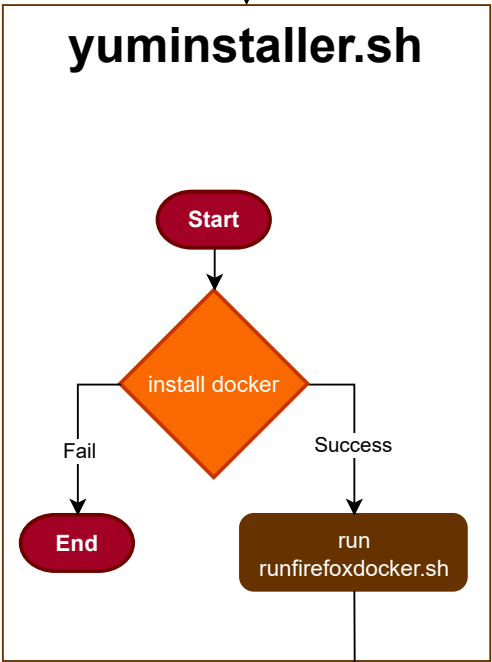 yuminstaller.sh
Start
install docker
Fail
Success
End
run
runfirefoxdocker.sh